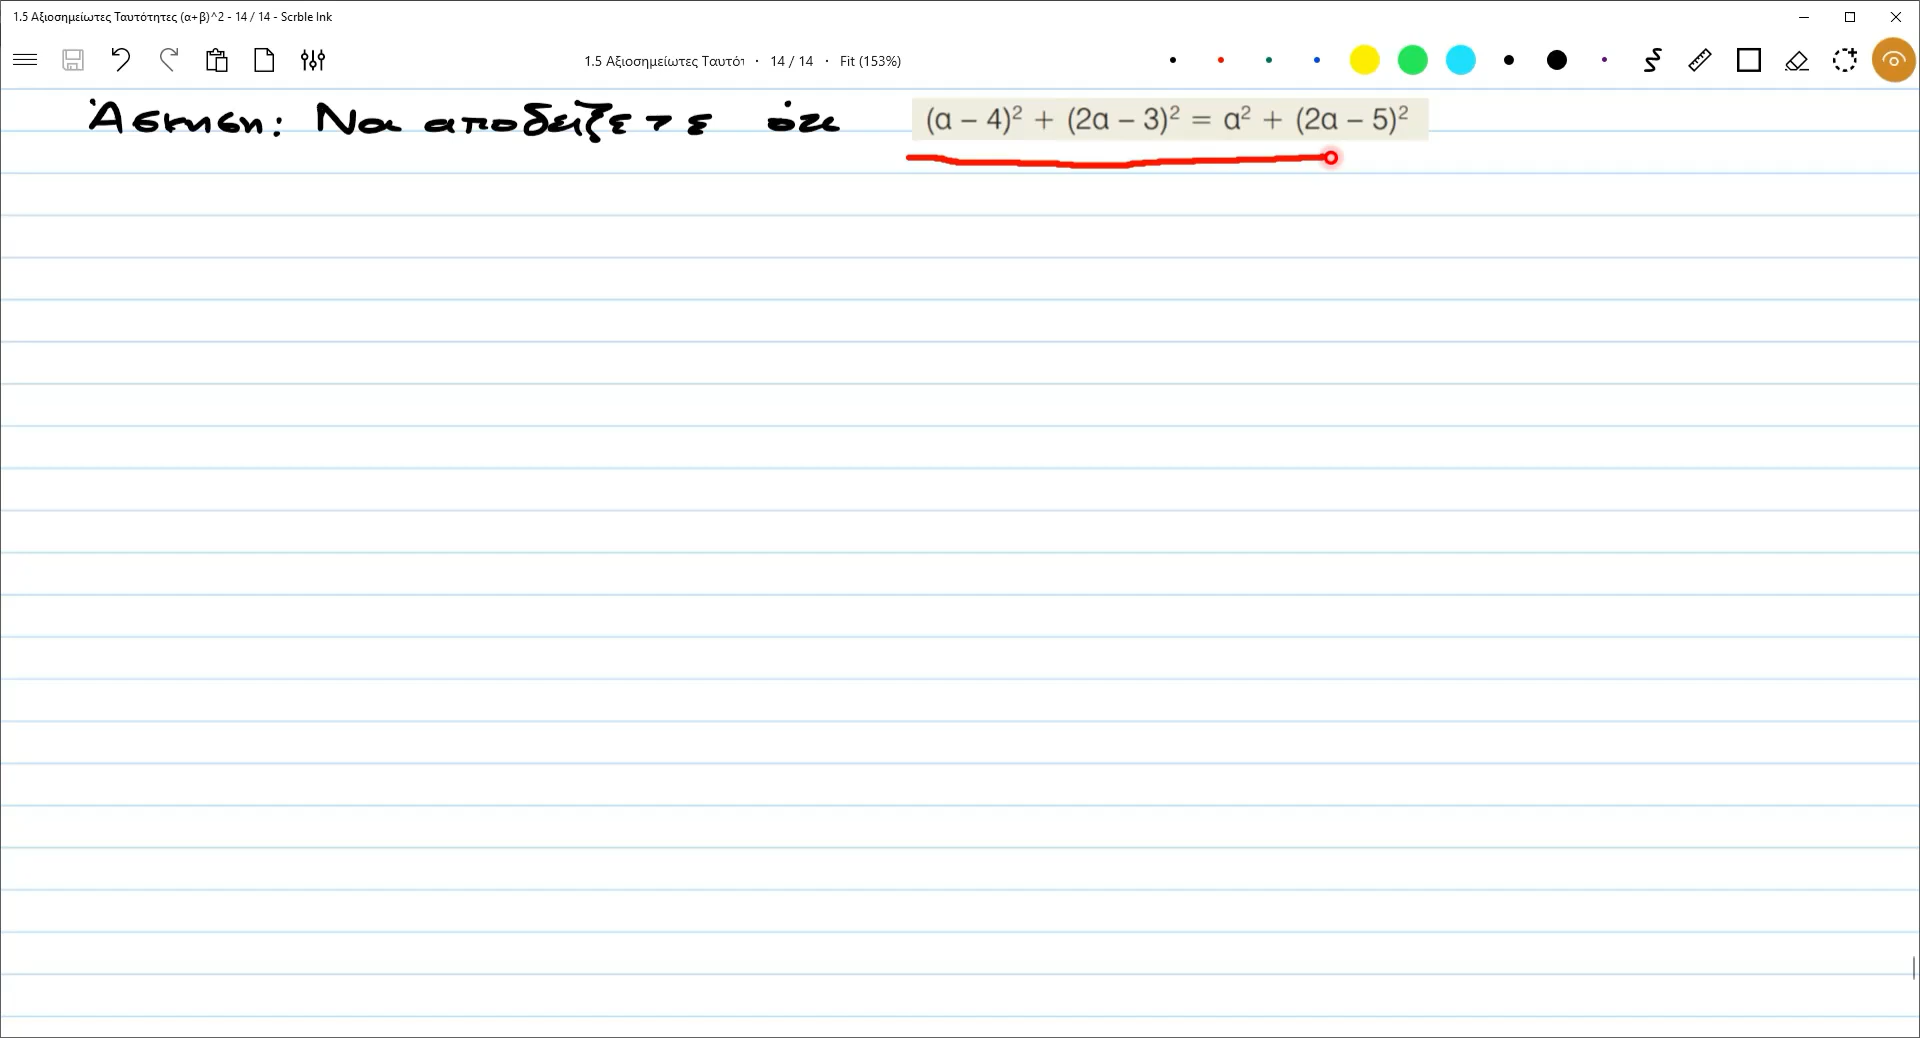 1.5 Αξιοσημείωτες Ταυτότητες (α+β)^2 - 14 / 14 - Scrble Ink
1.5 Αξιοσημείωτες Ταυτότ · 14 / 14 · Fit (153%)
Άσκηση: Να αποδείξετε ότι (α − 4)² + (2α − 3)² = α² + (2α − 5)²